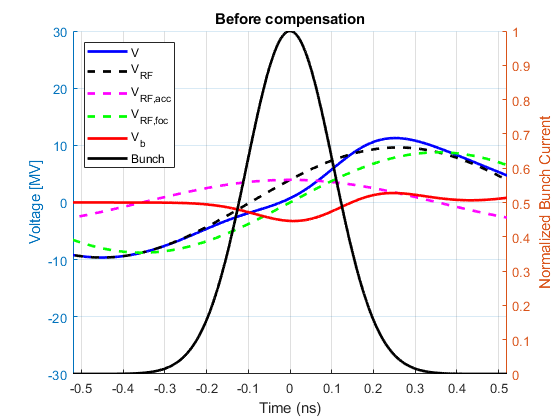 Before compensation
V
V_RF
V_RF,acc
V_RF,foc
V_b
Bunch
Voltage [MV]
30
20
10
0
-10
-20
-30
Normalized Bunch Current
1
0.9
0.8
0.7
0.6
0.5
0.4
0.3
0.2
0.1
0
-0.5 -0.4 -0.3 -0.2 -0.1 0 0.1 0.2 0.3 0.4 0.5
Time (ns)